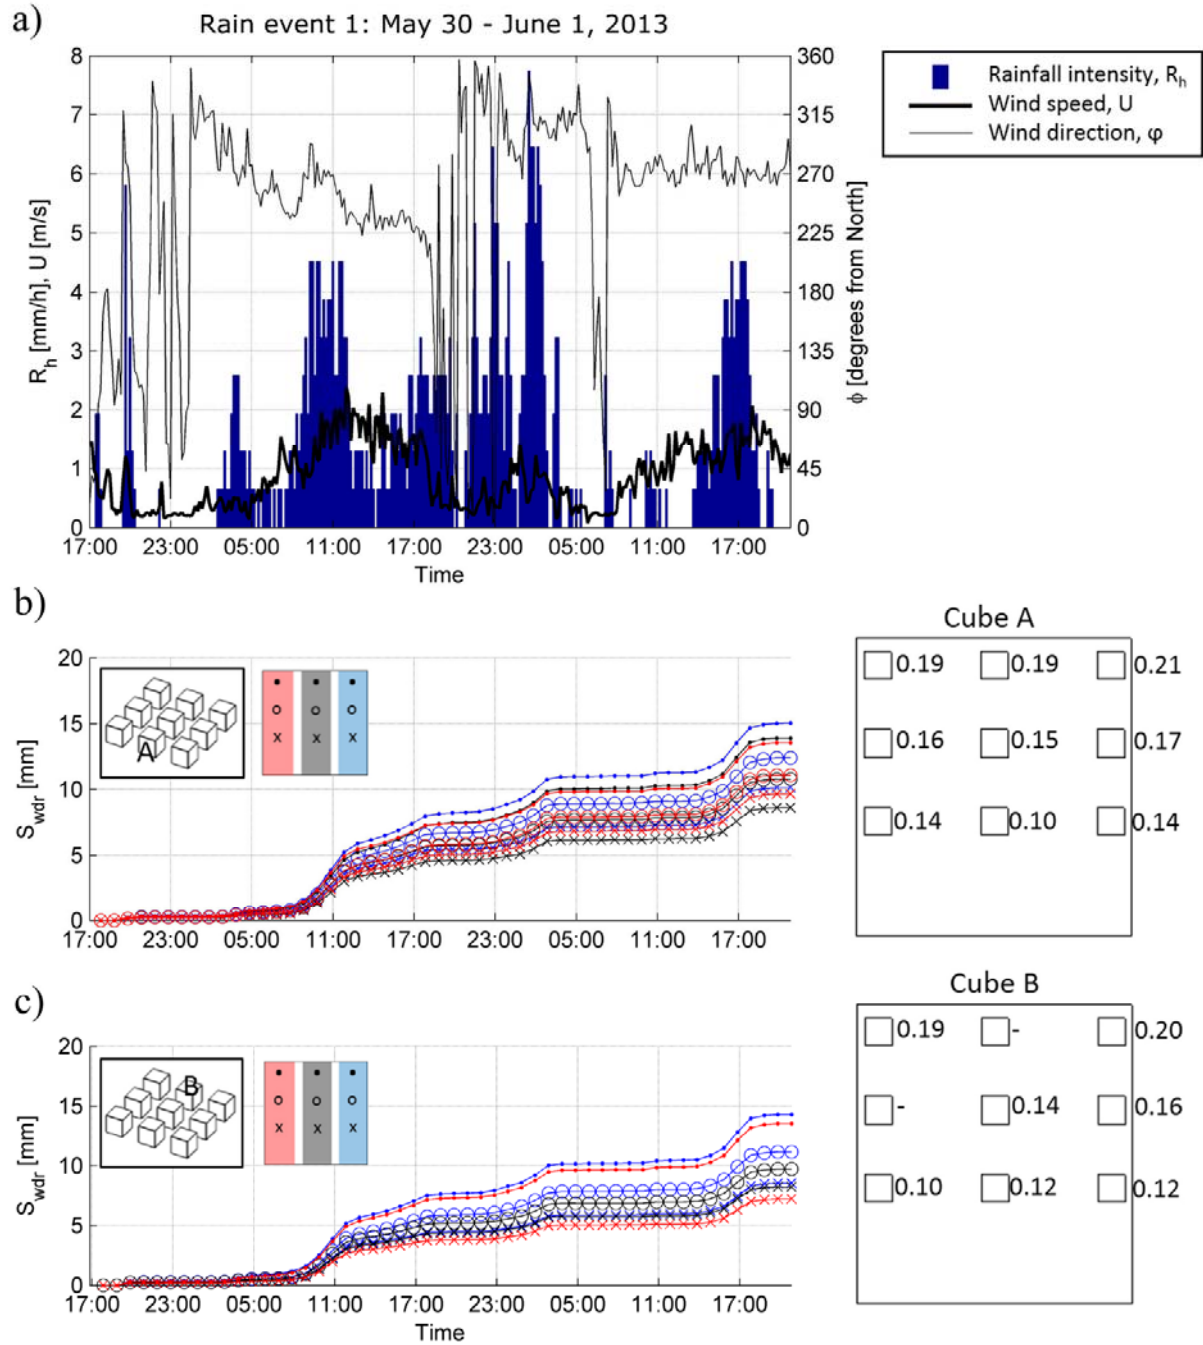 a)
Rain event 1: May 30 - June 1, 2013
Rainfall intensity, Rh
Wind speed, U
Wind direction, φ
8
7
6
5
4
3
2
1
0
360
315
270
225
180
135
90
45
0
Rh [mm/h], U [m/s]
ϕ [degrees from North]
17:00 23:00 05:00 11:00 17:00 23:00 05:00 11:00 17:00
Time
b)
20
15
10
5
0
Swdr [mm]
A
17:00 23:00 05:00 11:00 17:00 23:00 05:00 11:00 17:00
Cube A
0.19 0.19 0.21
0.16 0.15 0.17
0.14 0.10 0.14
c)
20
15
10
5
0
Swdr [mm]
B
17:00 23:00 05:00 11:00 17:00 23:00 05:00 11:00 17:00
Time
Cube B
0.19 - 0.20
- 0.14 0.16
0.10 0.12 0.12